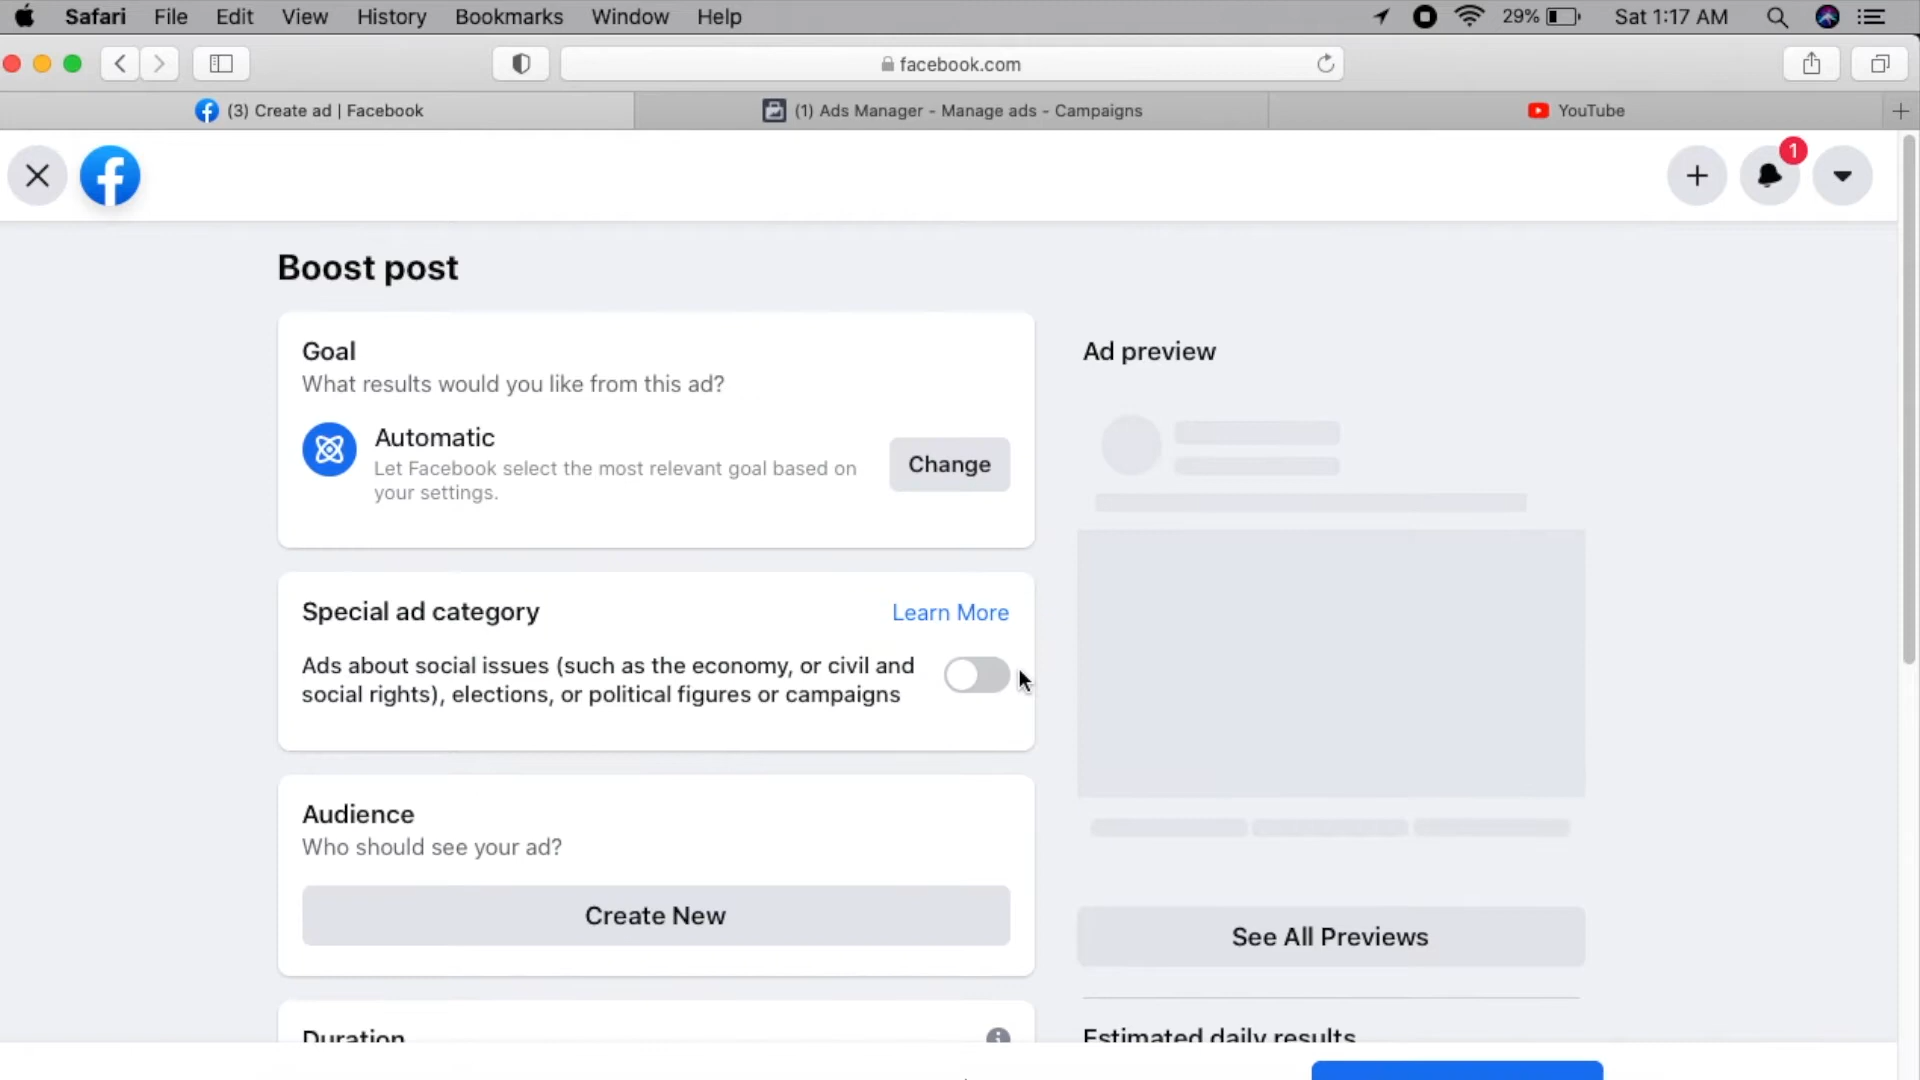 Safari File Edit View History Bookmarks Window Help 29% Sat 1:17 AM
facebook.com
(3) Create ad | Facebook (1) Ads Manager - Manage ads - Campaigns YouTube
1
Boost post
Goal
What results would you like from this ad?
Automatic
Let Facebook select the most relevant goal based on
your settings.
Change
Special ad category Learn More
Ads about social issues (such as the economy, or civil and
social rights), elections, or political figures or campaigns
Audience
Who should see your ad?
Create New
Duration
Ad preview
See All Previews
Estimated daily results